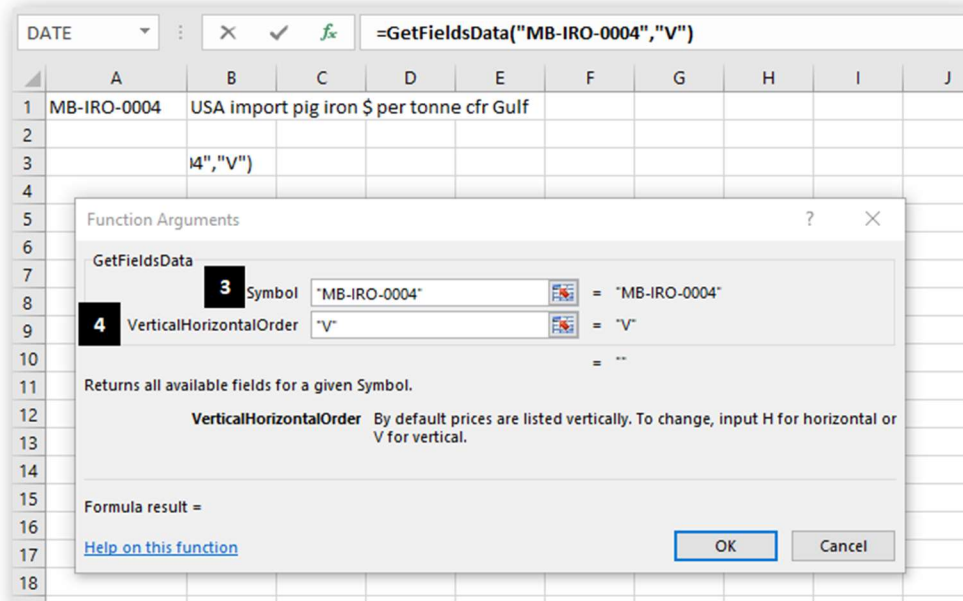 DATE =GetFieldsData("MB-IRO-0004","V")
A B C D E F G H I J
1 MB-IRO-0004 USA import pig iron $ per tonne cfr Gulf
2
3 4","V")
4
5 Function Arguments ? ×
6 GetFieldsData
7
8 3 Symbol "MB-IRO-0004" = "MB-IRO-0004"
9 4 VerticalHorizontalOrder "V" = "V"
10 = ""
11 Returns all available fields for a given Symbol.
12 VerticalHorizontalOrder By default prices are listed vertically. To change, input H for horizontal or
13 V for vertical.
14
15 Formula result =
16
17 Help on this function OK Cancel
18